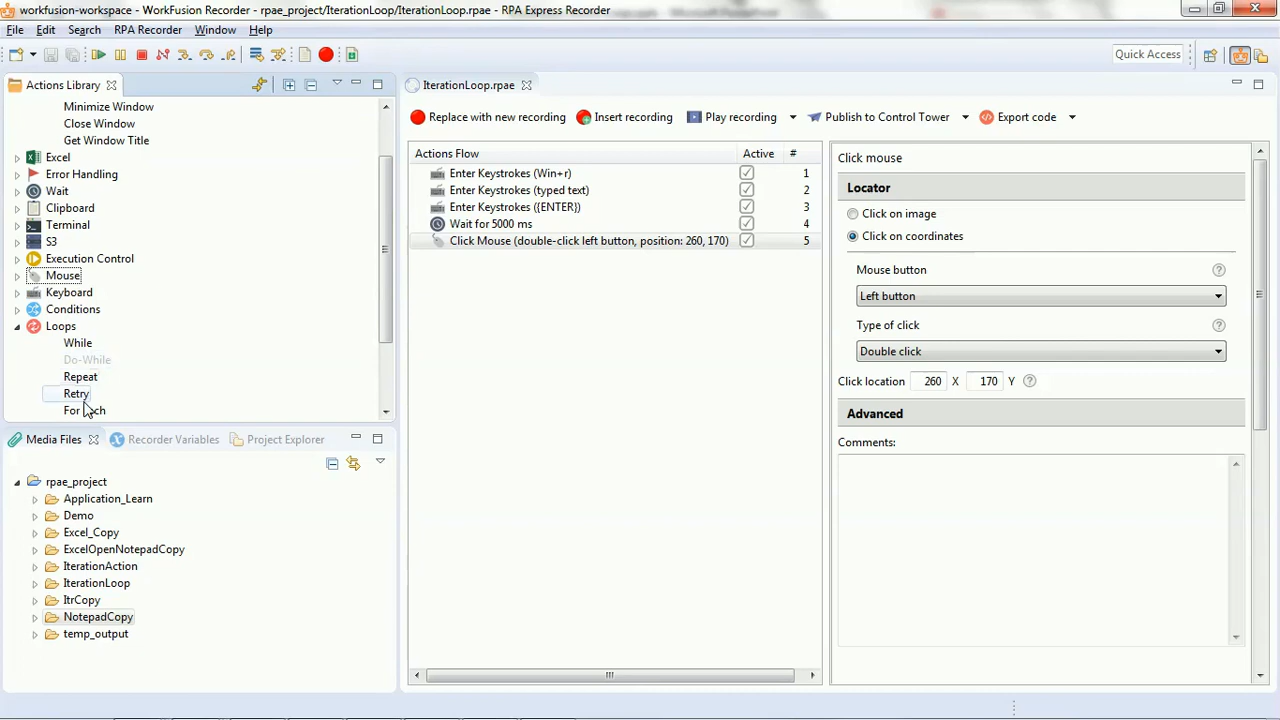 workfusion-workspace - WorkFusion Recorder - rpae_project/IterationLoop/IterationLoop.rpae - RPA Express Recorder
File Edit Search RPA Recorder Window Help
Quick Access
Actions Library
Minimize Window
Close Window
Get Window Title
Excel
Error Handling
Wait
Clipboard
Terminal
S3
Execution Control
Mouse
Keyboard
Conditions
Loops
While
Do-While
Repeat
Retry
Media Files Recorder Variables Project Explorer
rpae_project
Application_Learn
Demo
Excel_Copy
ExcelOpenNotepadCopy
IterationAction
IterationLoop
ItrCopy
NotepadCopy
temp_output
IterationLoop.rpae
Replace with new recording Insert recording Play recording Publish to Control Tower Export code
Actions Flow Active #
Enter Keystrokes (Win+r) 1
Enter Keystrokes (typed text) 2
Enter Keystrokes ({ENTER}) 3
Wait for 5000 ms 4
Click Mouse (double-click left button, position: 260, 170) 5
Click mouse
Locator
Click on image
Click on coordinates
Mouse button ?
Left button
Type of click ?
Double click
Click location 260 X 170 Y ?
Advanced
Comments: